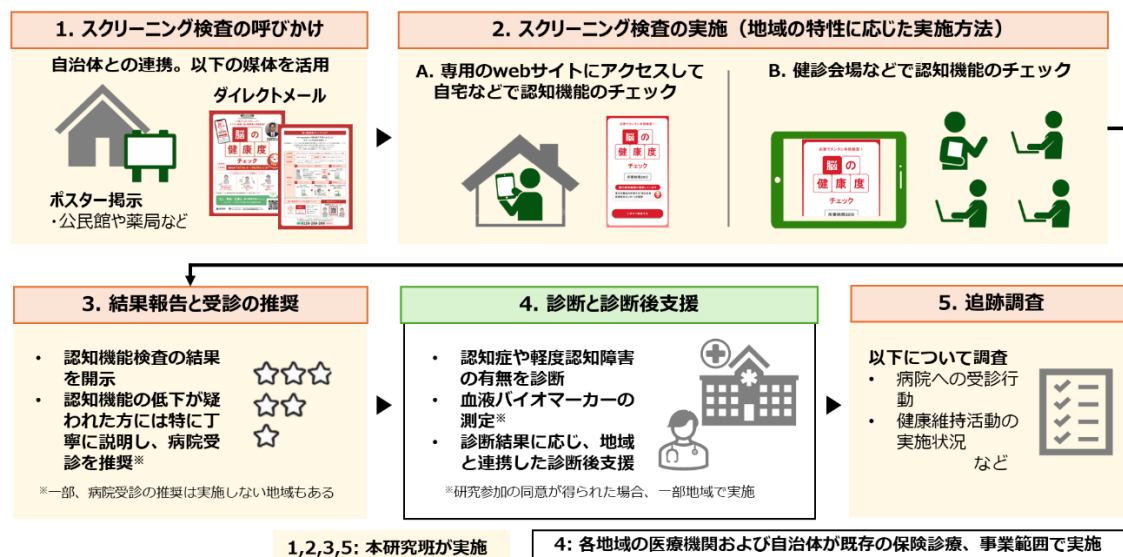 1. スクリーニング検査の呼びかけ
自治体との連携。以下の媒体を活用
ダイレクトメール
脳の
健康度
チェック
ポスター掲示
・公民館や薬局など
2. スクリーニング検査の実施（地域の特性に応じた実施方法）
A. 専用のwebサイトにアクセスして
自宅などで認知機能のチェック
脳の
健康度
チェック
B. 健診会場などで認知機能のチェック
脳の
健康度
チェック
3. 結果報告と受診の推奨
• 認知機能検査の結果
を開示
• 認知機能の低下が疑
われた方には特に丁
寧に説明し、病院受
診を推奨※
※一部、病院受診の推奨は実施しない地域もある
4. 診断と診断後支援
• 認知症や軽度認知障害
の有無を診断
• 血液バイオマーカーの
測定※
• 診断結果に応じ、地域
と連携した診断後支援
※研究参加の同意が得られた場合、一部地域で実施
5. 追跡調査
以下について調査
• 病院への受診行
動
• 健康維持活動の
実施状況
など
1,2,3,5: 本研究班が実施
4: 各地域の医療機関および自治体が既存の保険診療、事業範囲で実施